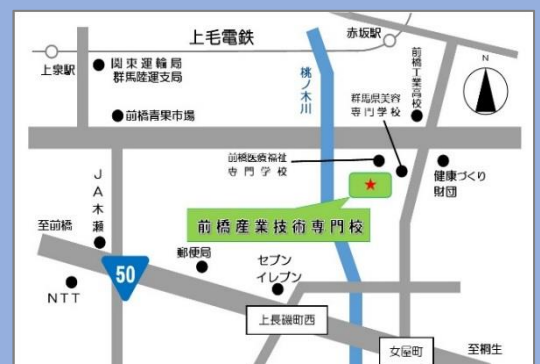 上毛電鉄
赤坂駅
上泉駅
関東運輸局
群馬陸運支局
桃ノ木川
前橋工業高校
N
群馬県美容
専門学校
前橋青果市場
前橋医療福祉
専門学校
健康づくり
財団
JA木瀬
前橋産業技術専門校
至前橋
郵便局
セブン
イレブン
50
NTT
上長磯町西
女屋町
至桐生